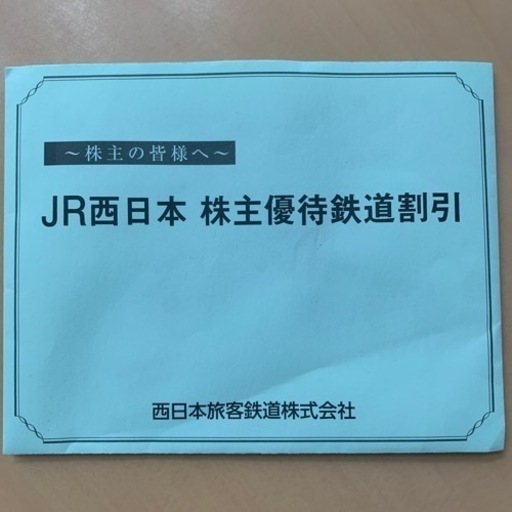 ～株主の皆様へ～
JR西日本 株主優待鉄道割引
西日本旅客鉄道株式会社